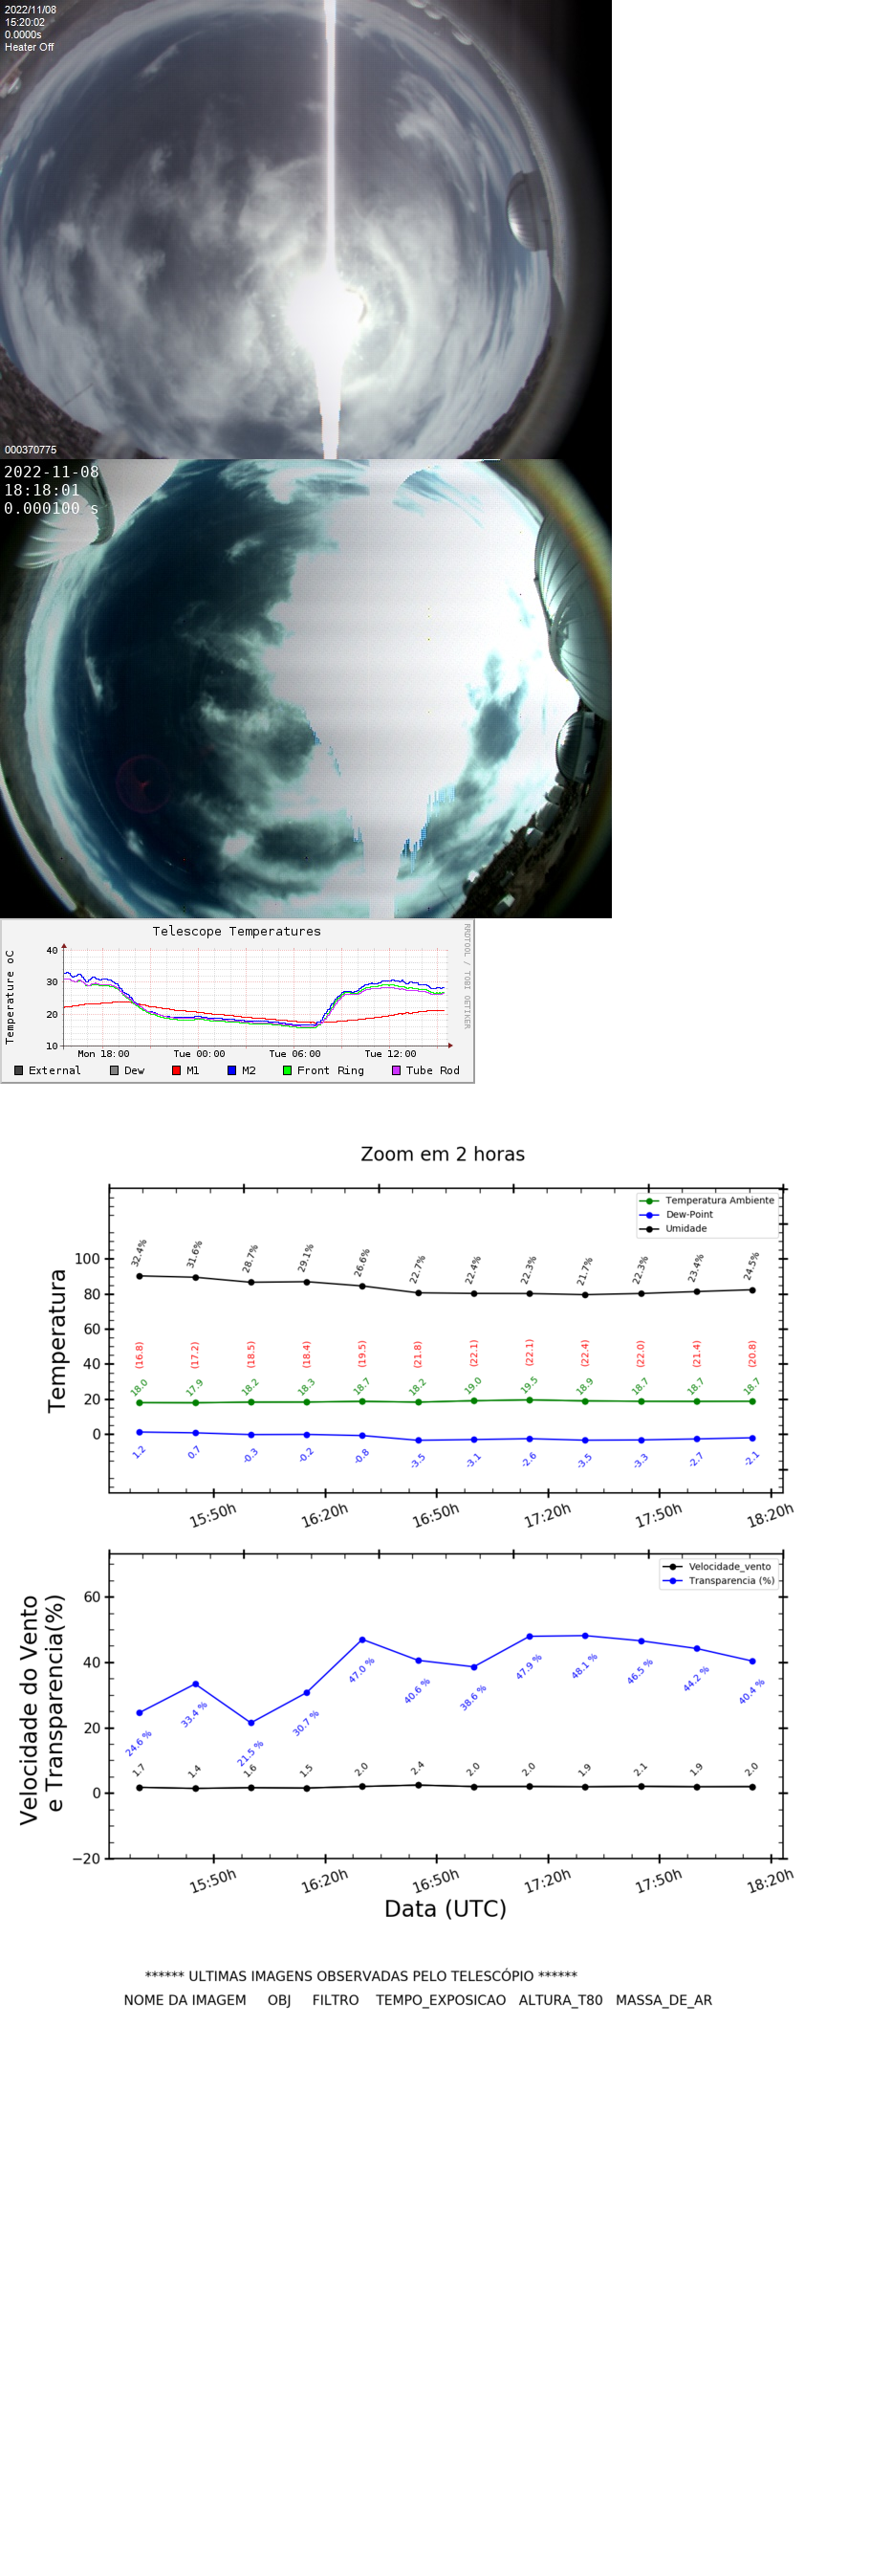 2022/11/08
15:20:02
0.0000s
Heater Off
000370775
2022-11-08
18:18:01
0.000100 s
Telescope Temperatures
RRDTOOL / TOBI OETIKER
Temperature oC
40
30
20
10
Mon 18:00 Tue 00:00 Tue 06:00 Tue 12:00
External Dew M1 M2 Front Ring Tube Rod
Zoom em 2 horas
Temperatura
Temperatura Ambiente
Dew-Point
Umidade
100
80
60
40
20
0
32.4% 31.6% 28.7% 29.1% 26.6% 22.7% 22.4% 22.3% 21.7% 22.3% 23.4% 24.5%
(16.8) (17.2) (18.5) (18.4) (19.5) (21.8) (22.1) (22.1) (22.4) (22.0) (21.4) (20.8)
18.0 17.9 18.2 18.3 18.7 18.2 19.0 19.5 18.9 18.7 18.7 18.7
1.2 0.7 -0.3 -0.2 -0.8 -3.5 -3.1 -2.6 -3.5 -3.3 -2.7 -2.1
15:50h 16:20h 16:50h 17:20h 17:50h 18:20h
Velocidade do Vento
e Transparencia(%)
Velocidade_vento
Transparencia (%)
60
40
20
0
−20
24.6 % 33.4 % 21.5 % 30.7 % 47.0 % 40.6 % 38.6 % 47.9 % 48.1 % 46.5 % 44.2 % 40.4 %
1.7 1.4 1.6 1.5 2.0 2.4 2.0 2.0 1.9 2.1 1.9 2.0
15:50h 16:20h 16:50h 17:20h 17:50h 18:20h
Data (UTC)
****** ULTIMAS IMAGENS OBSERVADAS PELO TELESCÓPIO ******
NOME DA IMAGEM OBJ FILTRO TEMPO_EXPOSICAO ALTURA_T80 MASSA_DE_AR